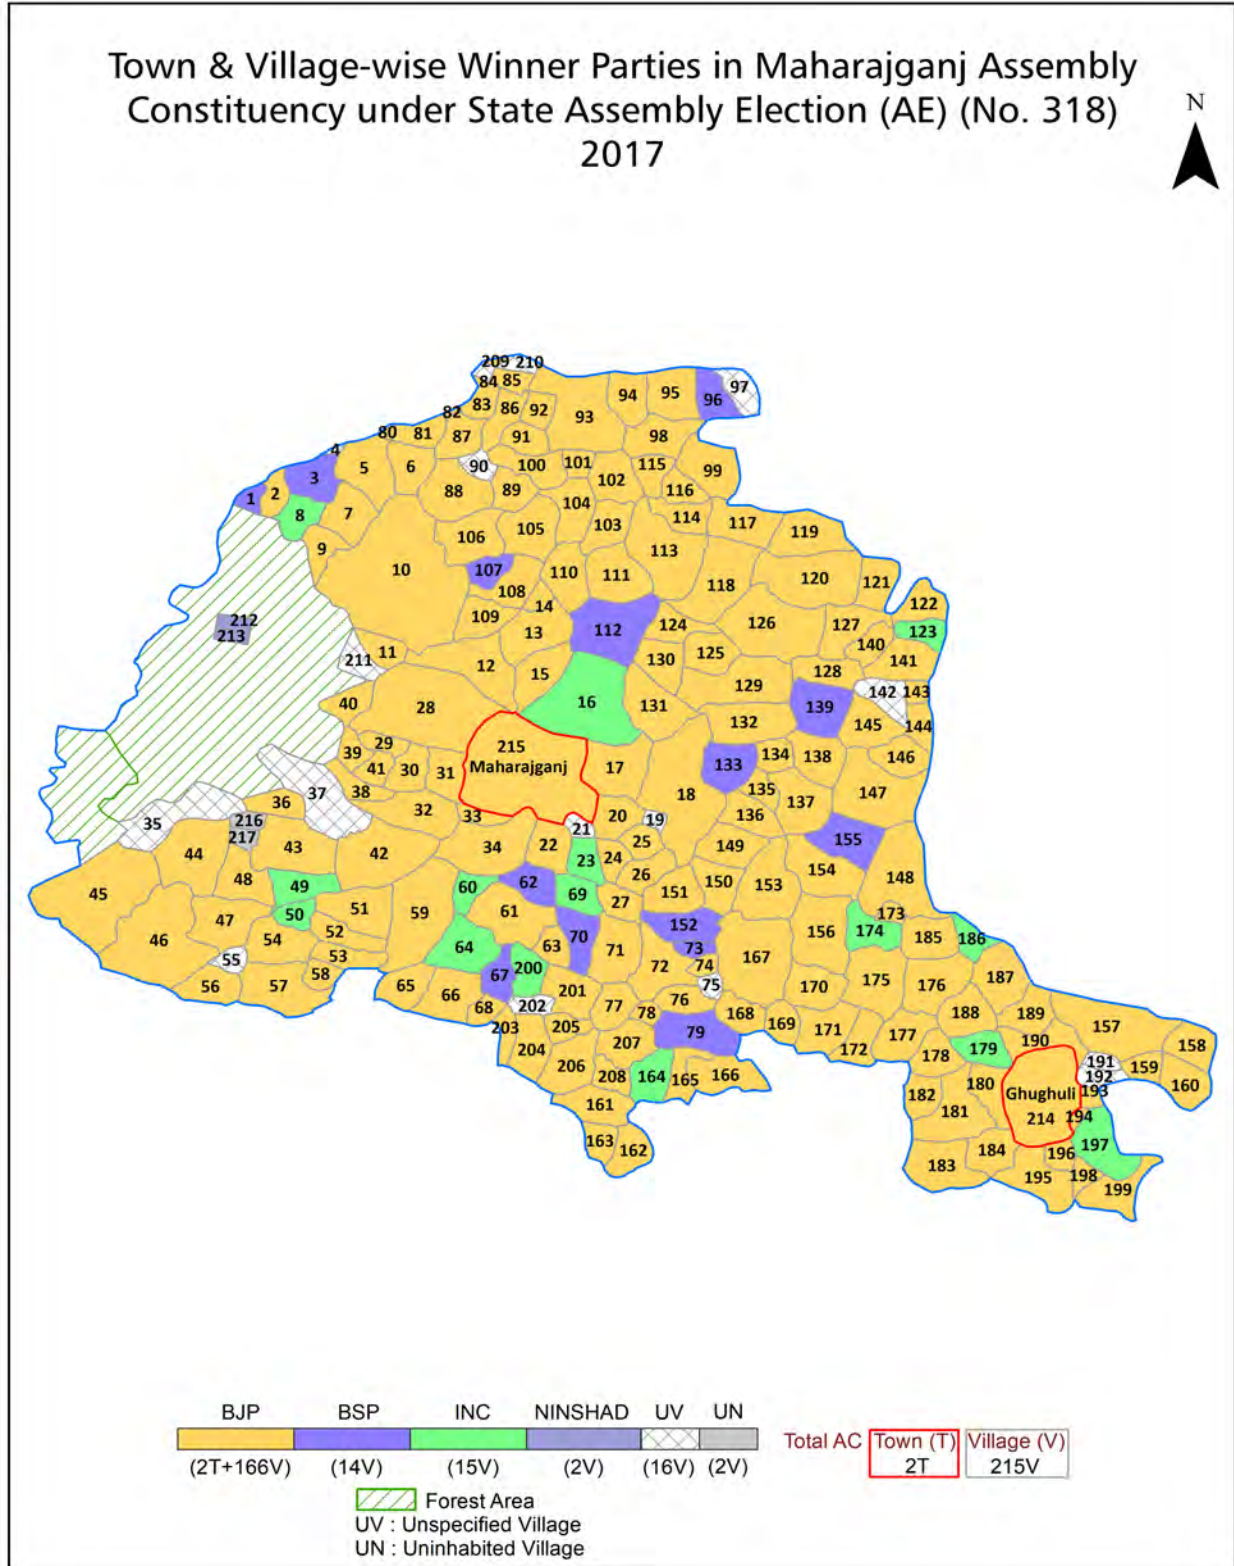 Town & Village-wise Winner Parties in Maharajganj Assembly
Constituency under State Assembly Election (AE) (No. 318)
2017
N
209 210
84 85
97
94 95
96
83 86 92
82 93
80 81 87 91 98
4
90 100 101 115
3 5 6 102 99
1 2 88 89 116
8 7 104
106 105 103 114 117 119
9 113
10 107 110 111 118 120 121
108
109 14 122
212 13 112 124 126 127 123
213 140
211 11 12 15 130 125 128 141
40 28 16 131 129 139 142 143
132 145 144
39 29 215 134 138 146
41 30 31 Maharajganj 17 133
37 38 18 135 147
36 32 33 20 19 136 137
35 216 21
217 43 34 22 25 149 155
44 42 23 24
48 49 60 62 26 150 153 154 148
45 69 27 151
47 50 51 59 61 152 173
46 54 52 64 63 70 71 73 156 174 185 186
55 53 67 200 72 74 167
56 57 58 65 66 201 75 170 175 176 187
68 202 77 78 76 168
203 205 79 169 171 177 188 189 157
204 207 172 178 179 190 158
206 208 164 165 166 191 159
161 182 180 Ghughuli 192 160
181 214 193
163 162 194
183 184 196 197
195 198 199
BJP BSP INC NINSHAD UV UN
Total AC Town (T) Village (V)
2T 215V
(2T+166V) (14V) (15V) (2V) (16V) (2V)
Forest Area
UV : Unspecified Village
UN : Uninhabited Village